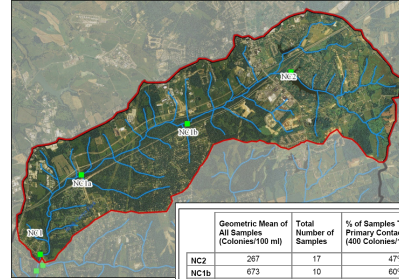 NC2
NC1b
NC1a
NC1
Geometric Mean of
All Samples
(Colonies/100 ml)
Total
Number of
Samples
% of Samples
Primary Contac
(400 Colonies/
NC2 267 17 47
NC1b 673 10 60